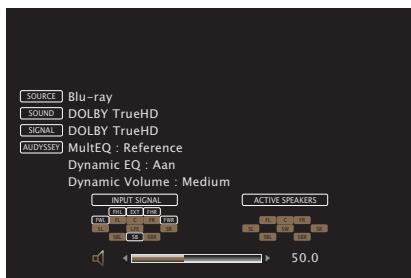 SOURCE Blu-ray
SOUND DOLBY TrueHD
SIGNAL DOLBY TrueHD
AUDYSSEY MultEQ : Reference
Dynamic EQ : Aan
Dynamic Volume : Medium
INPUT SIGNAL ACTIVE SPEAKERS
FHL EXT FHR
FWL FL C FR FWR FL C FR
SL LFE SR SL SW SR
SBL SB SBR SBL SBR
50.0